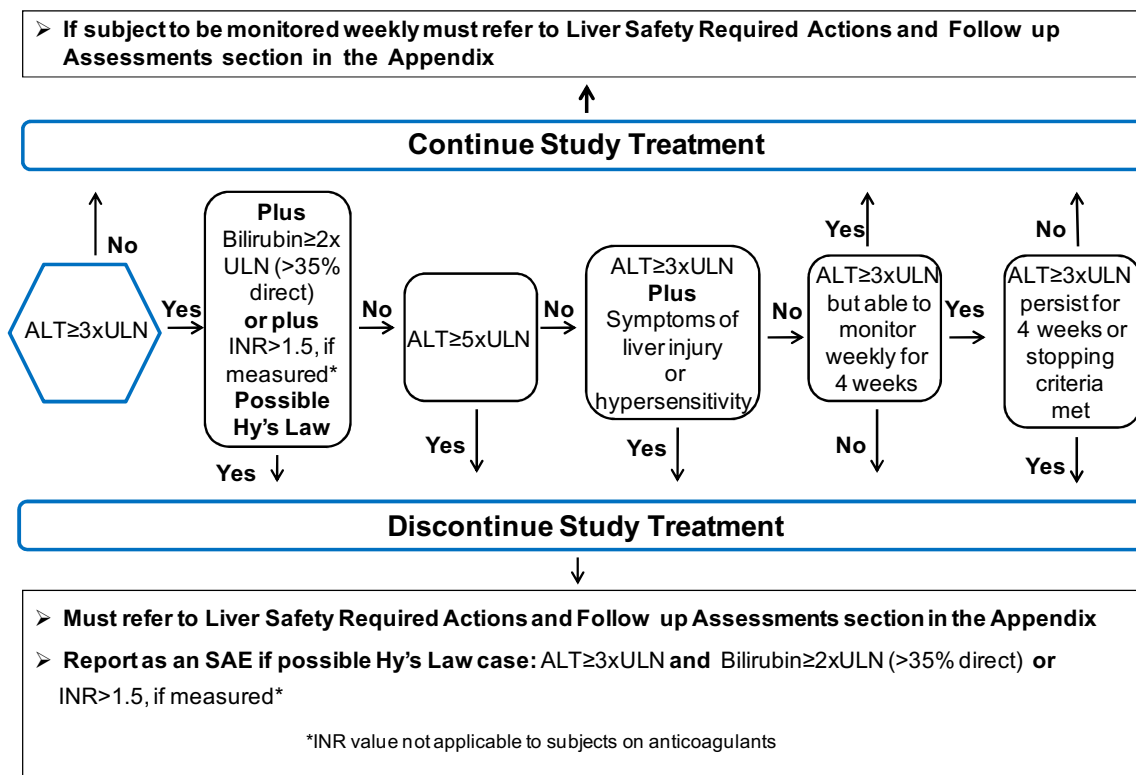 ➢ If subject to be monitored weekly must refer to Liver Safety Required Actions and Follow up
Assessments section in the Appendix
Continue Study Treatment
No
ALT≥3xULN
Yes
Plus
Bilirubin≥2x
ULN (>35%
direct)
or plus
INR>1.5, if
measured*
Possible
Hy's Law
Yes
No
ALT≥5xULN
Yes
No
ALT≥3xULN
Plus
Symptoms of
liver injury
or
hypersensitivity
Yes
No
Yes
ALT≥3xULN
but able to
monitor
weekly for
4 weeks
No
Yes
No
ALT≥3xULN
persist for
4 weeks or
stopping
criteria
met
Yes
Discontinue Study Treatment
➢ Must refer to Liver Safety Required Actions and Follow up Assessments section in the Appendix
➢ Report as an SAE if possible Hy's Law case: ALT≥3xULN and Bilirubin≥2xULN (>35% direct) or
INR>1.5, if measured*
*INR value not applicable to subjects on anticoagulants